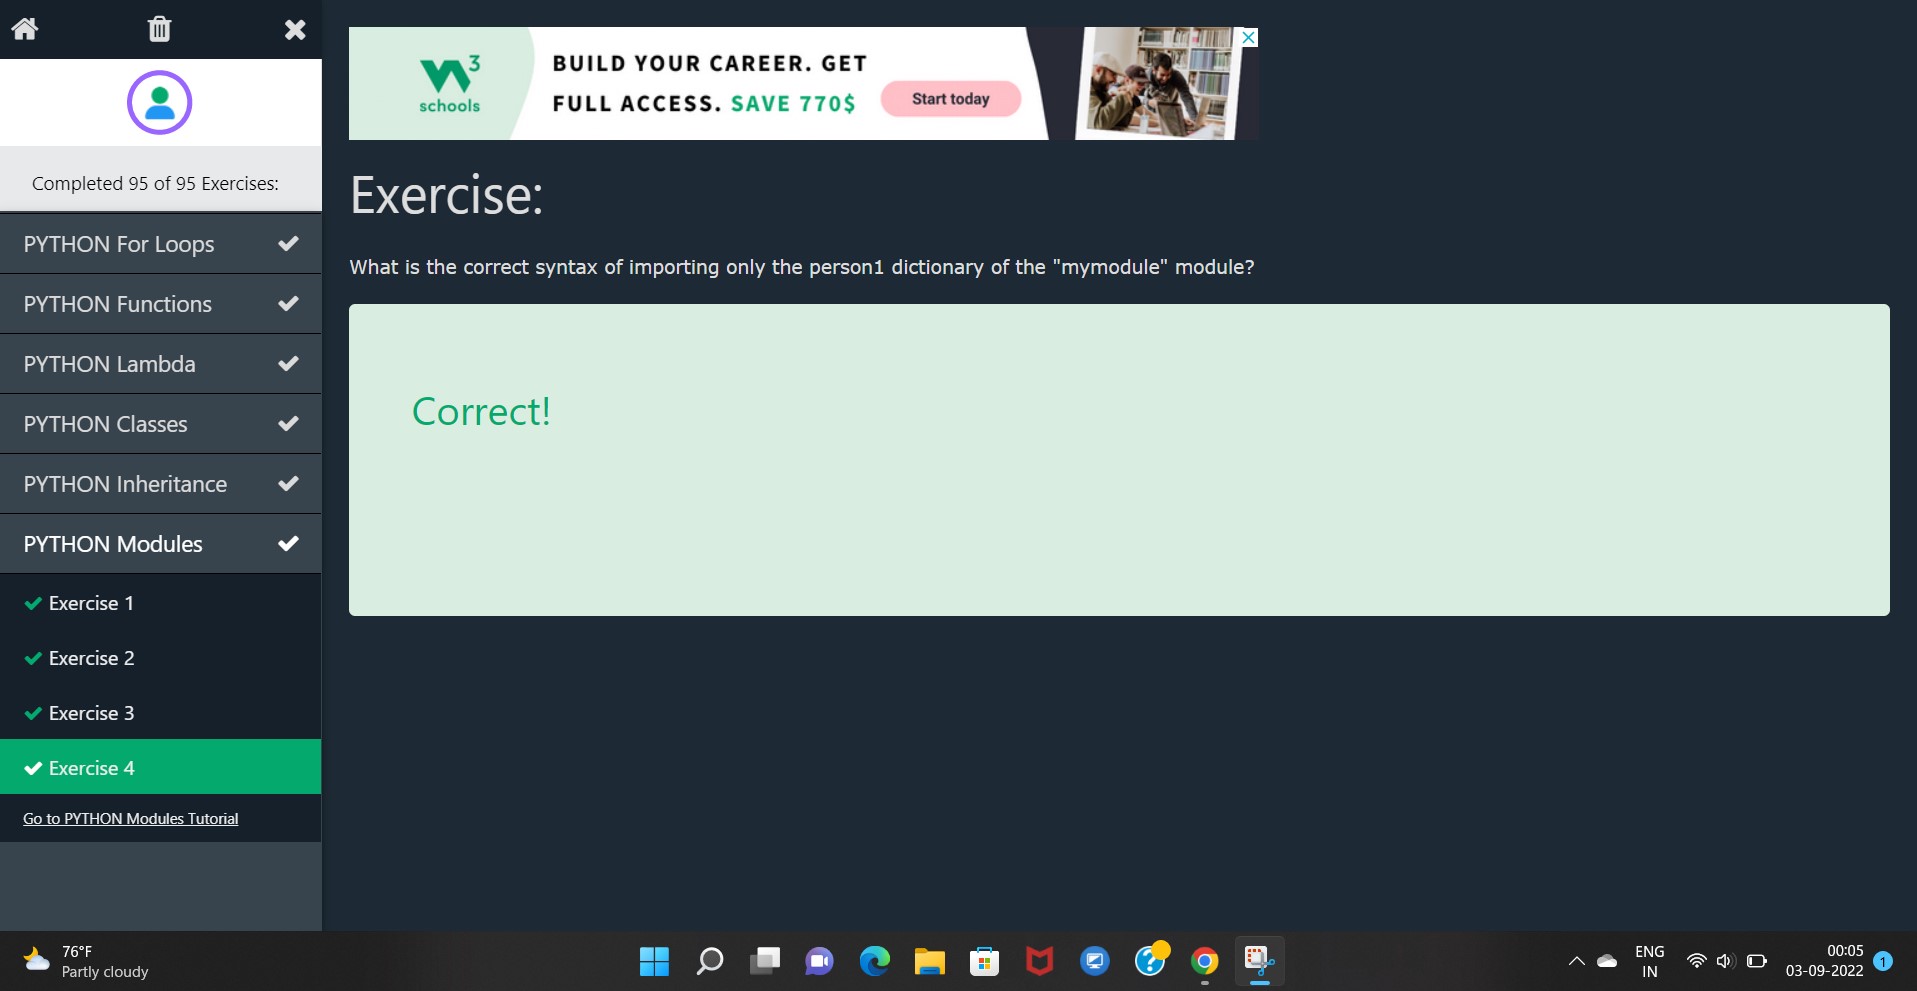 Completed 95 of 95 Exercises:
PYTHON For Loops
PYTHON Functions
PYTHON Lambda
PYTHON Classes
PYTHON Inheritance
PYTHON Modules
Exercise 1
Exercise 2
Exercise 3
Exercise 4
Go to PYTHON Modules Tutorial
3
schools
BUILD YOUR CAREER. GET
FULL ACCESS. SAVE 770$
Start today
Exercise:
What is the correct syntax of importing only the person1 dictionary of the "mymodule" module?
Correct!
76°F
Partly cloudy
ENG
IN
00:05
03-09-2022
1